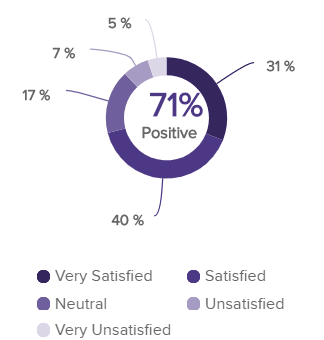 5 %
7 %
31 %
17 %
71%
Positive
40 %
Very Satisfied
Satisfied
Neutral
Unsatisfied
Very Unsatisfied